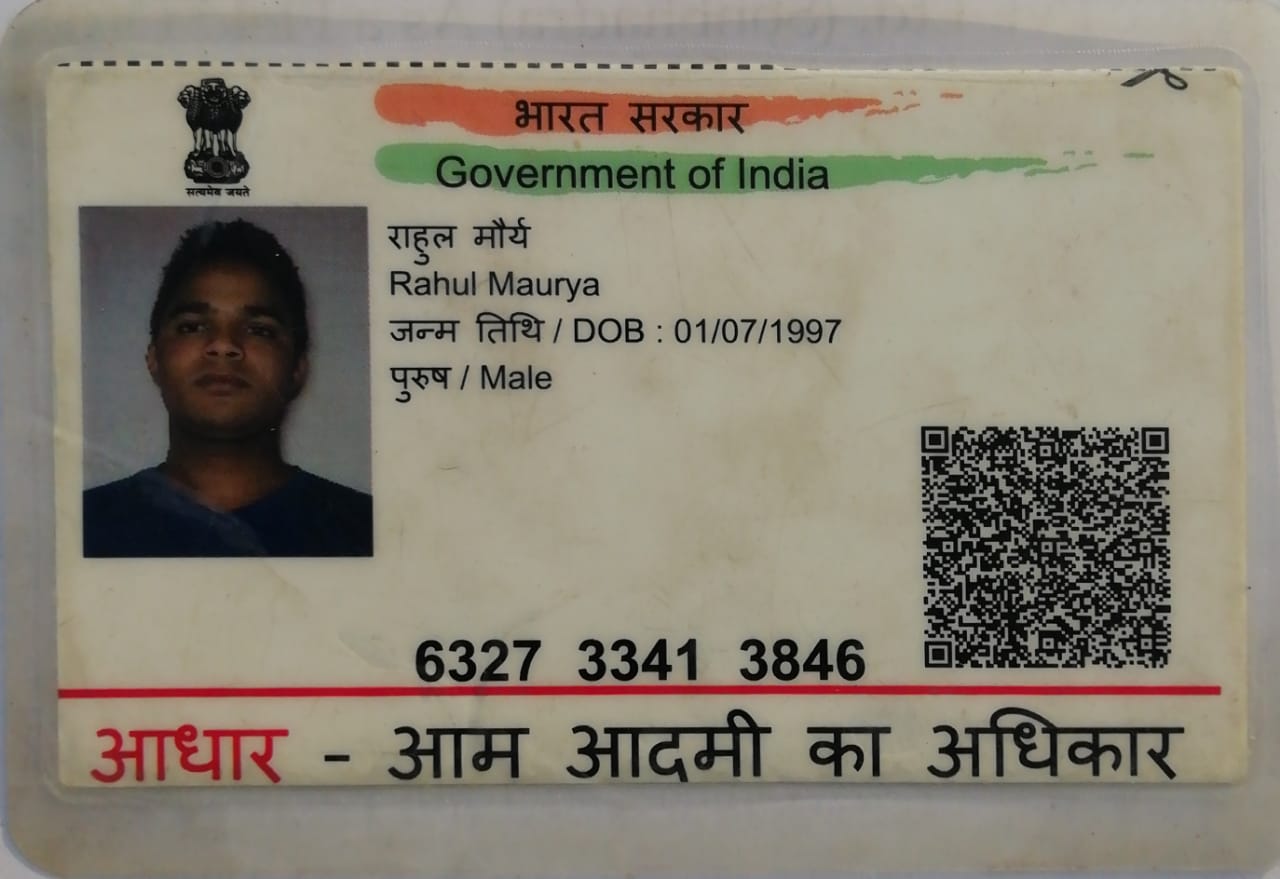 सत्यमेव जयते
भारत सरकार
Government of India
राहुल मौर्य
Rahul Maurya
जन्म तिथि / DOB : 01/07/1997
पुरुष / Male
6327 3341 3846
आधार - आम आदमी का अधिकार